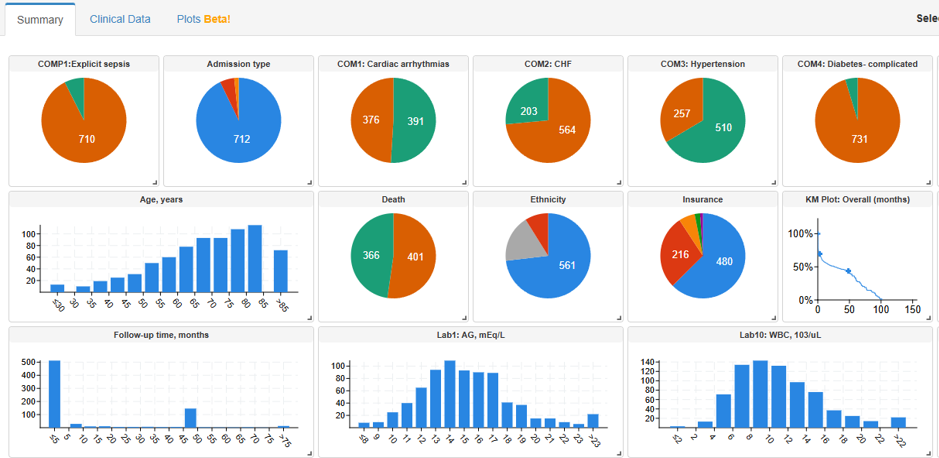 Summary Clinical Data Plots Beta! Selec
COMP1:Explicit sepsis Admission type COM1: Cardiac arrhythmias COM2: CHF COM3: Hypertension COM4: Diabetes- complicated
710 712 376 391 203 564 257 510 731
Age, years Death Ethnicity Insurance KM Plot: Overall (months)
100
80
60
40
20
≤30 30 35 40 45 50 55 60 65 70 75 80 85 >85
366 401
561
216 480
100%
50%
0%
0 50 100 150
Follow-up time, months Lab1: AG, mEq/L Lab10: WBC, 103/uL
500
400
300
200
100
≤5 5 10 15 20 25 30 35 40 45 50 55 60 65 70 75 >75
100
80
60
40
20
≤8 9 10 11 12 13 14 15 16 17 18 19 20 21 22 23 >23
140
120
100
80
60
40
20
≤2 2 4 6 8 10 12 14 16 18 20 22 >22